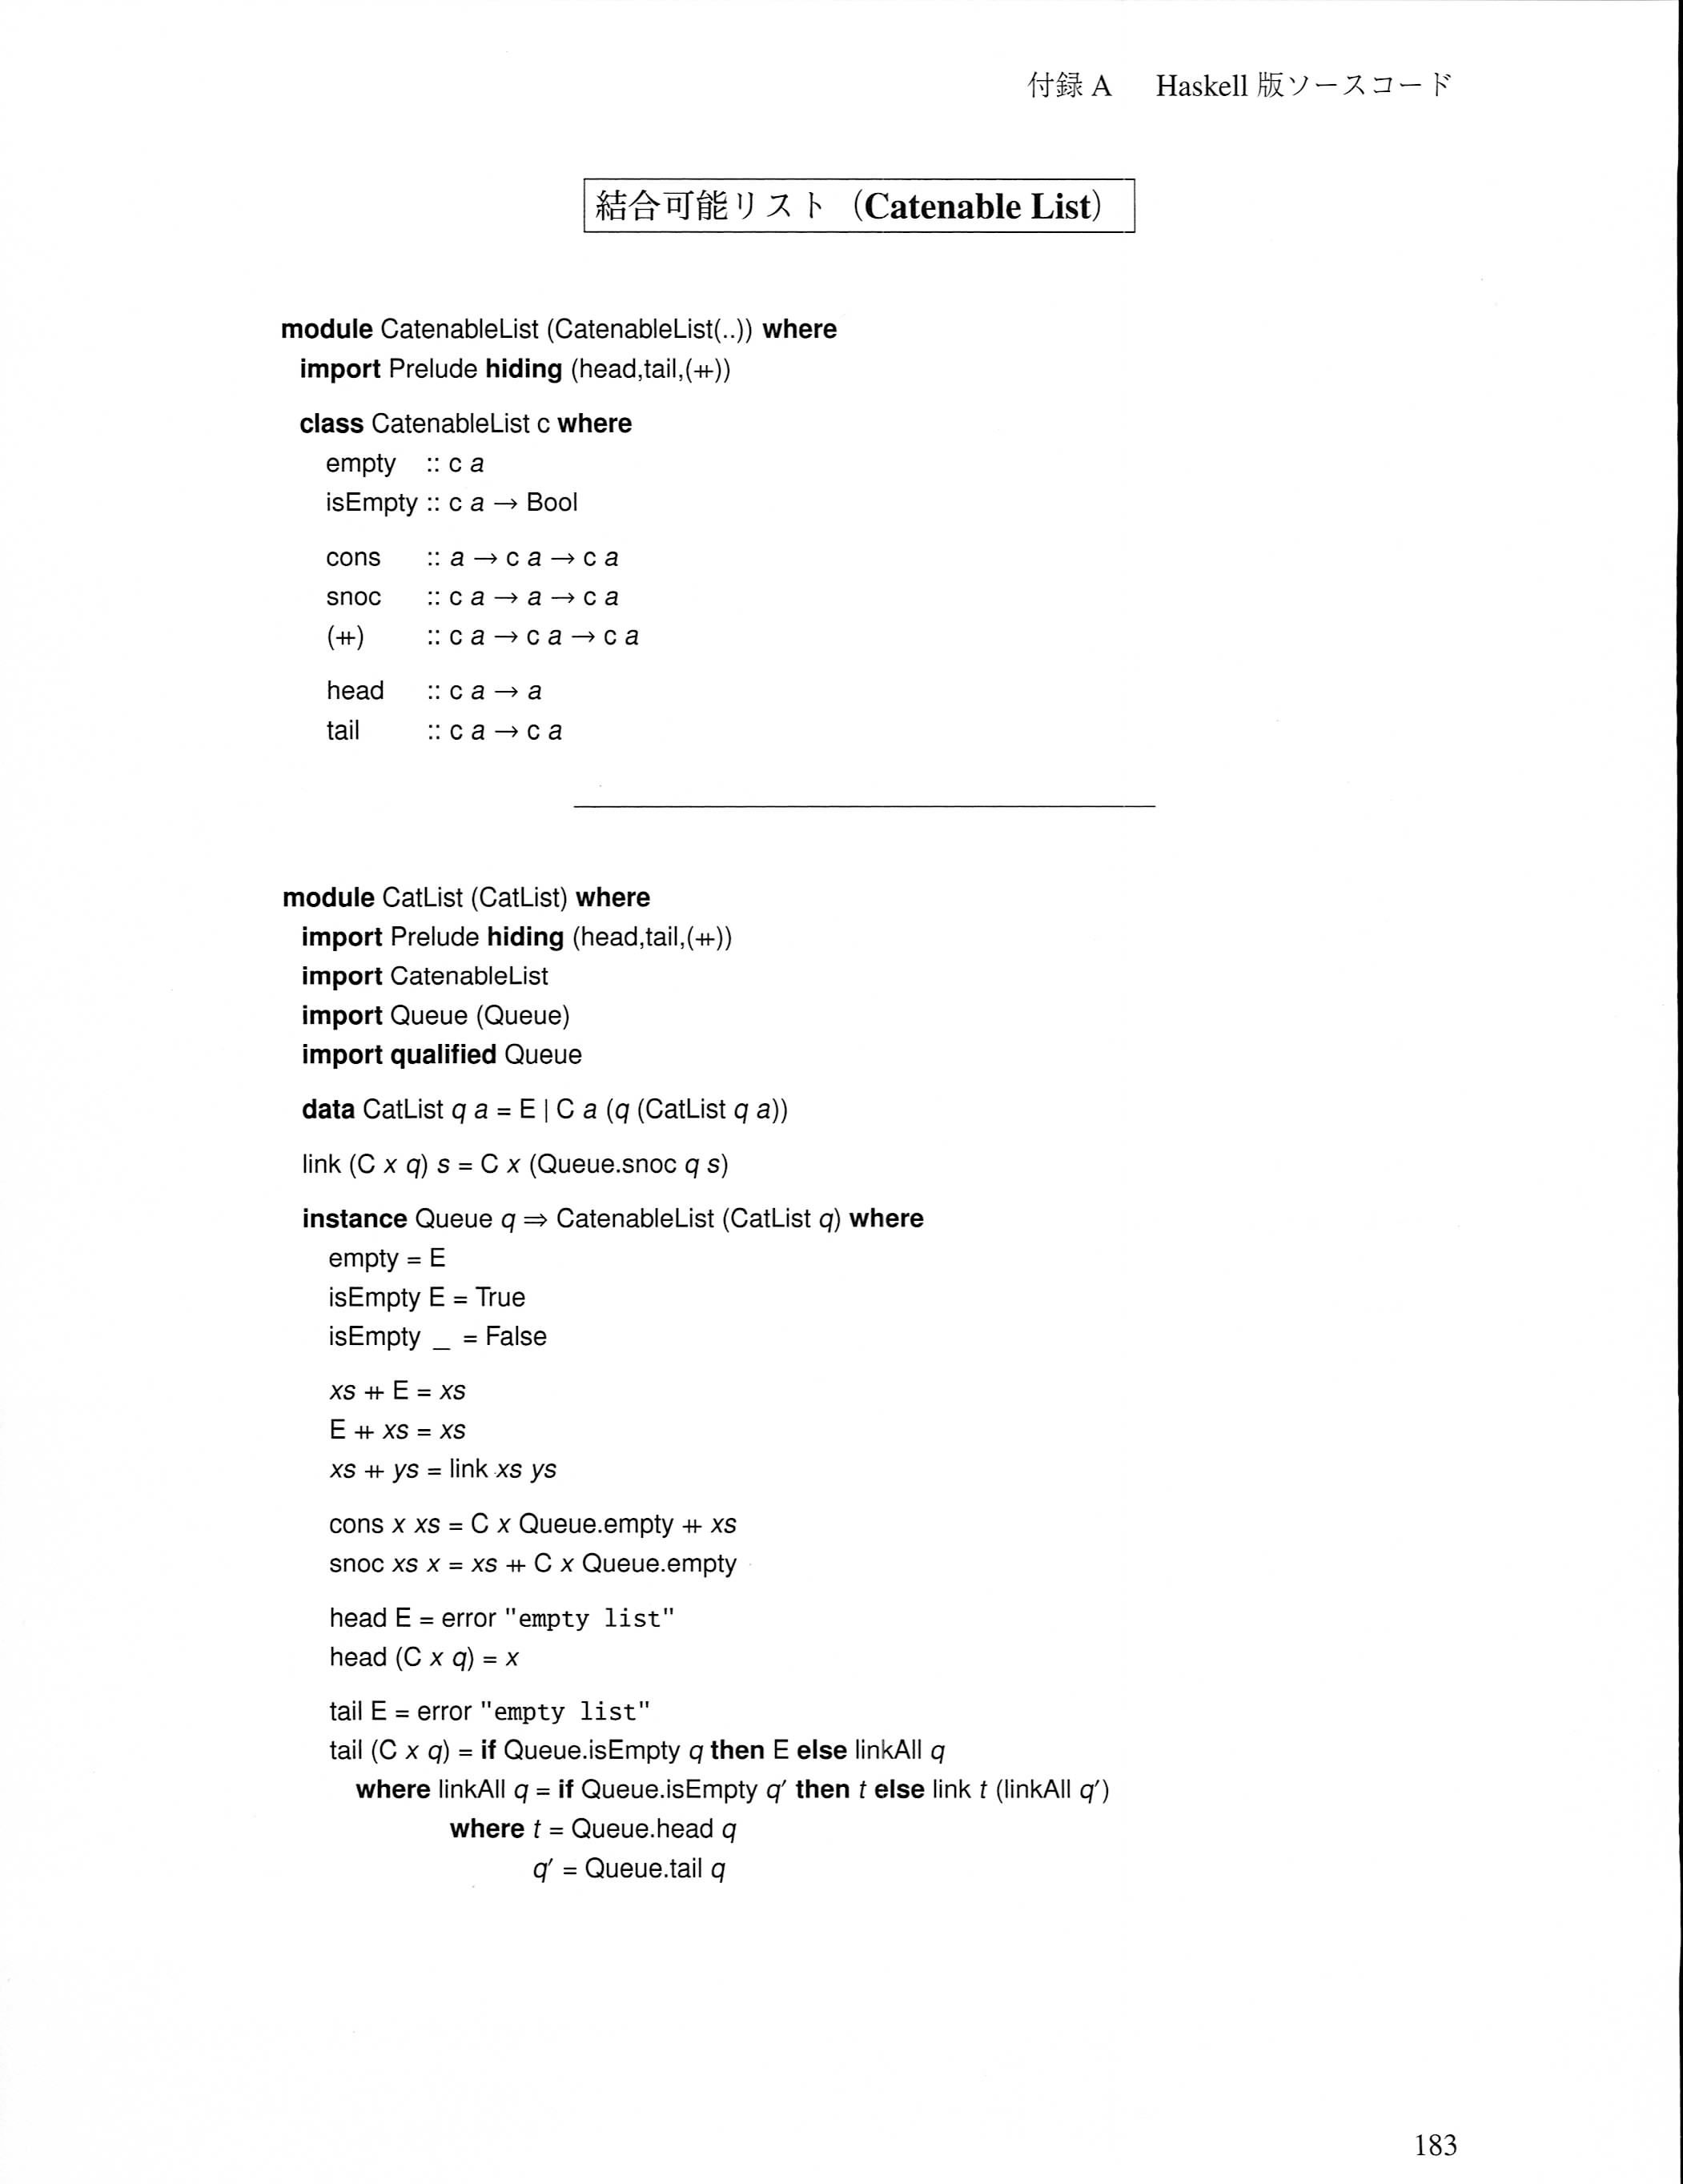 付録 A Haskell 版ソースコード
結合可能リスト（Catenable List）
module CatenableList (CatenableList(..)) where
import Prelude hiding (head,tail,(⧺))
class CatenableList c where
empty :: c a
isEmpty :: c a → Bool
cons :: a → c a → c a
snoc :: c a → a → c a
(⧺) :: c a → c a → c a
head :: c a → a
tail :: c a → c a
module CatList (CatList) where
import Prelude hiding (head,tail,(⧺))
import CatenableList
import Queue (Queue)
import qualified Queue
data CatList q a = E | C a (q (CatList q a))
link (C x q) s = C x (Queue.snoc q s)
instance Queue q ⇒ CatenableList (CatList q) where
empty = E
isEmpty E = True
isEmpty _ = False
xs ⧺ E = xs
E ⧺ xs = xs
xs ⧺ ys = link xs ys
cons x xs = C x Queue.empty ⧺ xs
snoc xs x = xs ⧺ C x Queue.empty
head E = error "empty list"
head (C x q) = x
tail E = error "empty list"
tail (C x q) = if Queue.isEmpty q then E else linkAll q
where linkAll q = if Queue.isEmpty q′ then t else link t (linkAll q′)
where t = Queue.head q
q′ = Queue.tail q
183